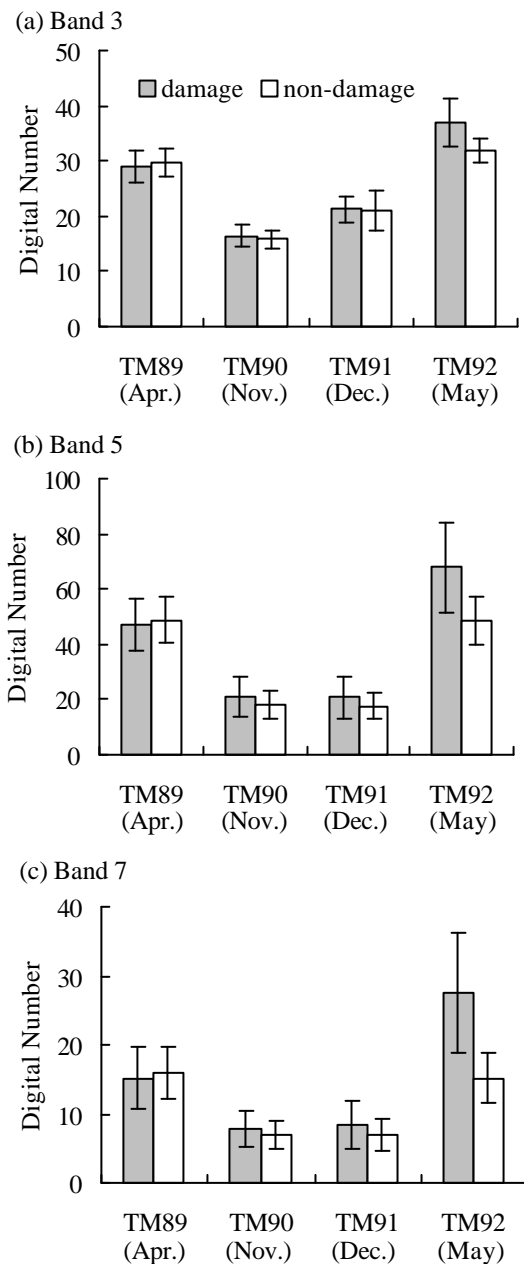 (a) Band 3
50
damage non-damage
40
30
20
10
0
Digital Number
TM89 TM90 TM91 TM92
(Apr.) (Nov.) (Dec.) (May)
(b) Band 5
100
80
60
40
20
0
Digital Number
TM89 TM90 TM91 TM92
(Apr.) (Nov.) (Dec.) (May)
(c) Band 7
40
30
20
10
0
Digital Number
TM89 TM90 TM91 TM92
(Apr.) (Nov.) (Dec.) (May)